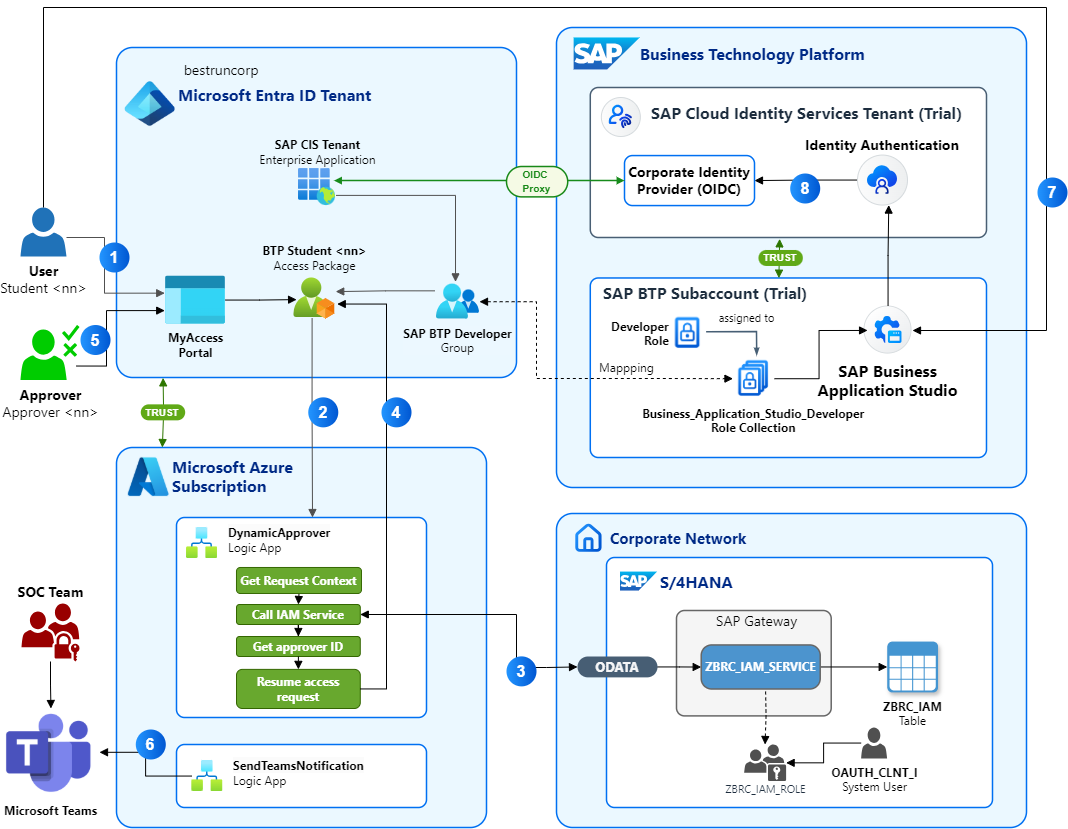 bestruncorp
Microsoft Entra ID Tenant
SAP CIS Tenant
Enterprise Application
BTP Student <nn>
Access Package
MyAccess
Portal
SAP BTP Developer
Group
User
Student <nn>
1
Approver
Approver <nn>
5
TRUST
2
4
OIDC
Proxy
SAP
Business Technology Platform
SAP Cloud Identity Services Tenant (Trial)
Identity Authentication
Corporate Identity
Provider (OIDC)
8
7
TRUST
SAP BTP Subaccount (Trial)
Developer
Role
assigned to
Mappping
SAP Business
Application Studio
Business_Application_Studio_Developer
Role Collection
Microsoft Azure
Subscription
DynamicApprover
Logic App
Get Request Context
Call IAM Service
Get approver ID
Resume access
request
SendTeamsNotification
Logic App
6
SOC Team
T
Microsoft Teams
3
Corporate Network
SAP
S/4HANA
SAP Gateway
ODATA
ZBRC_IAM_SERVICE
ZBRC_IAM
Table
ZBRC_IAM_ROLE
OAUTH_CLNT_I
System User